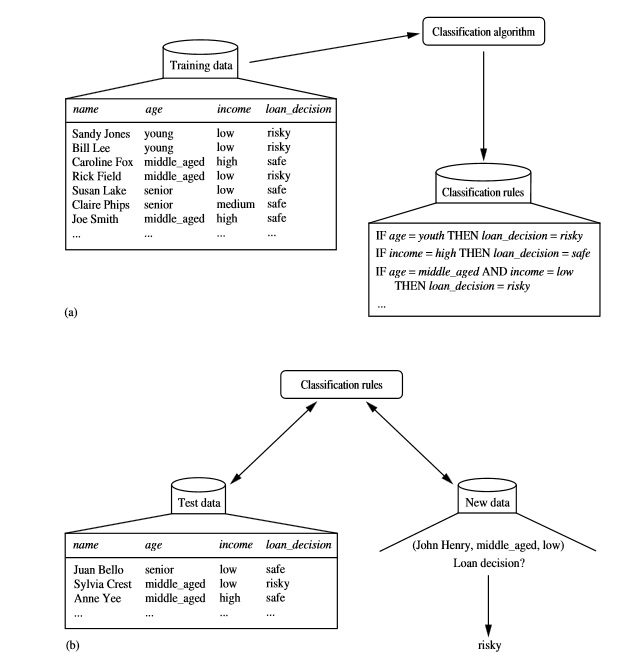 Classification algorithm
Training data
name age income loan_decision
Sandy Jones young low risky
Bill Lee young low risky
Caroline Fox middle_aged high safe
Rick Field middle_aged low risky
Susan Lake senior low safe
Claire Phips senior medium safe
Joe Smith middle_aged high safe
... ... ... ...
Classification rules
IF age = youth THEN loan_decision = risky
IF income = high THEN loan_decision = safe
IF age = middle_aged AND income = low
THEN loan_decision = risky
...
(a)
Classification rules
Test data
name age income loan_decision
Juan Bello senior low safe
Sylvia Crest middle_aged low risky
Anne Yee middle_aged high safe
... ... ... ...
New data
(John Henry, middle_aged, low)
Loan decision?
risky
(b)